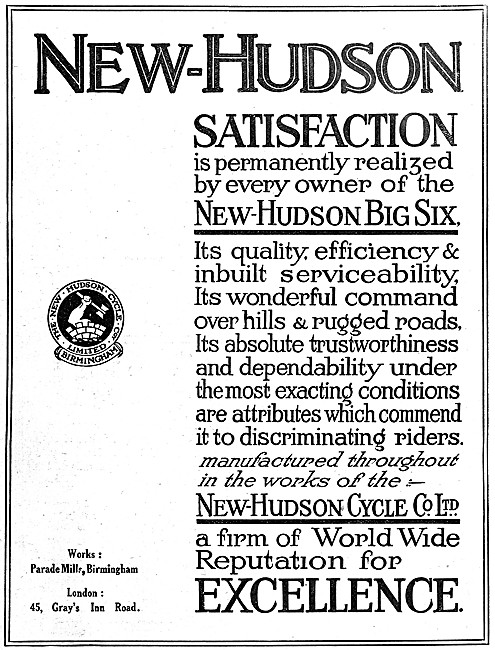 NEW-HUDSON
SATISFACTION
is permanently realized
by every owner of the
NEW-HUDSON BIG SIX.
Its quality, efficiency &
inbuilt serviceability,
Its wonderful command
over hills & rugged roads,
Its absolute trustworthiness
and dependability under
the most exacting conditions
are attributes which commend
it to discriminating riders.
manufactured throughout
in the works of the :—
NEW-HUDSON CYCLE Co LTD.
a firm of World Wide
Reputation for
EXCELLENCE.
THE NEW · HUDSON · CYCLE Co
LIMITED
BIRMINGHAM
Works :
Parade Mills, Birmingham
London :
45, Gray's Inn Road.